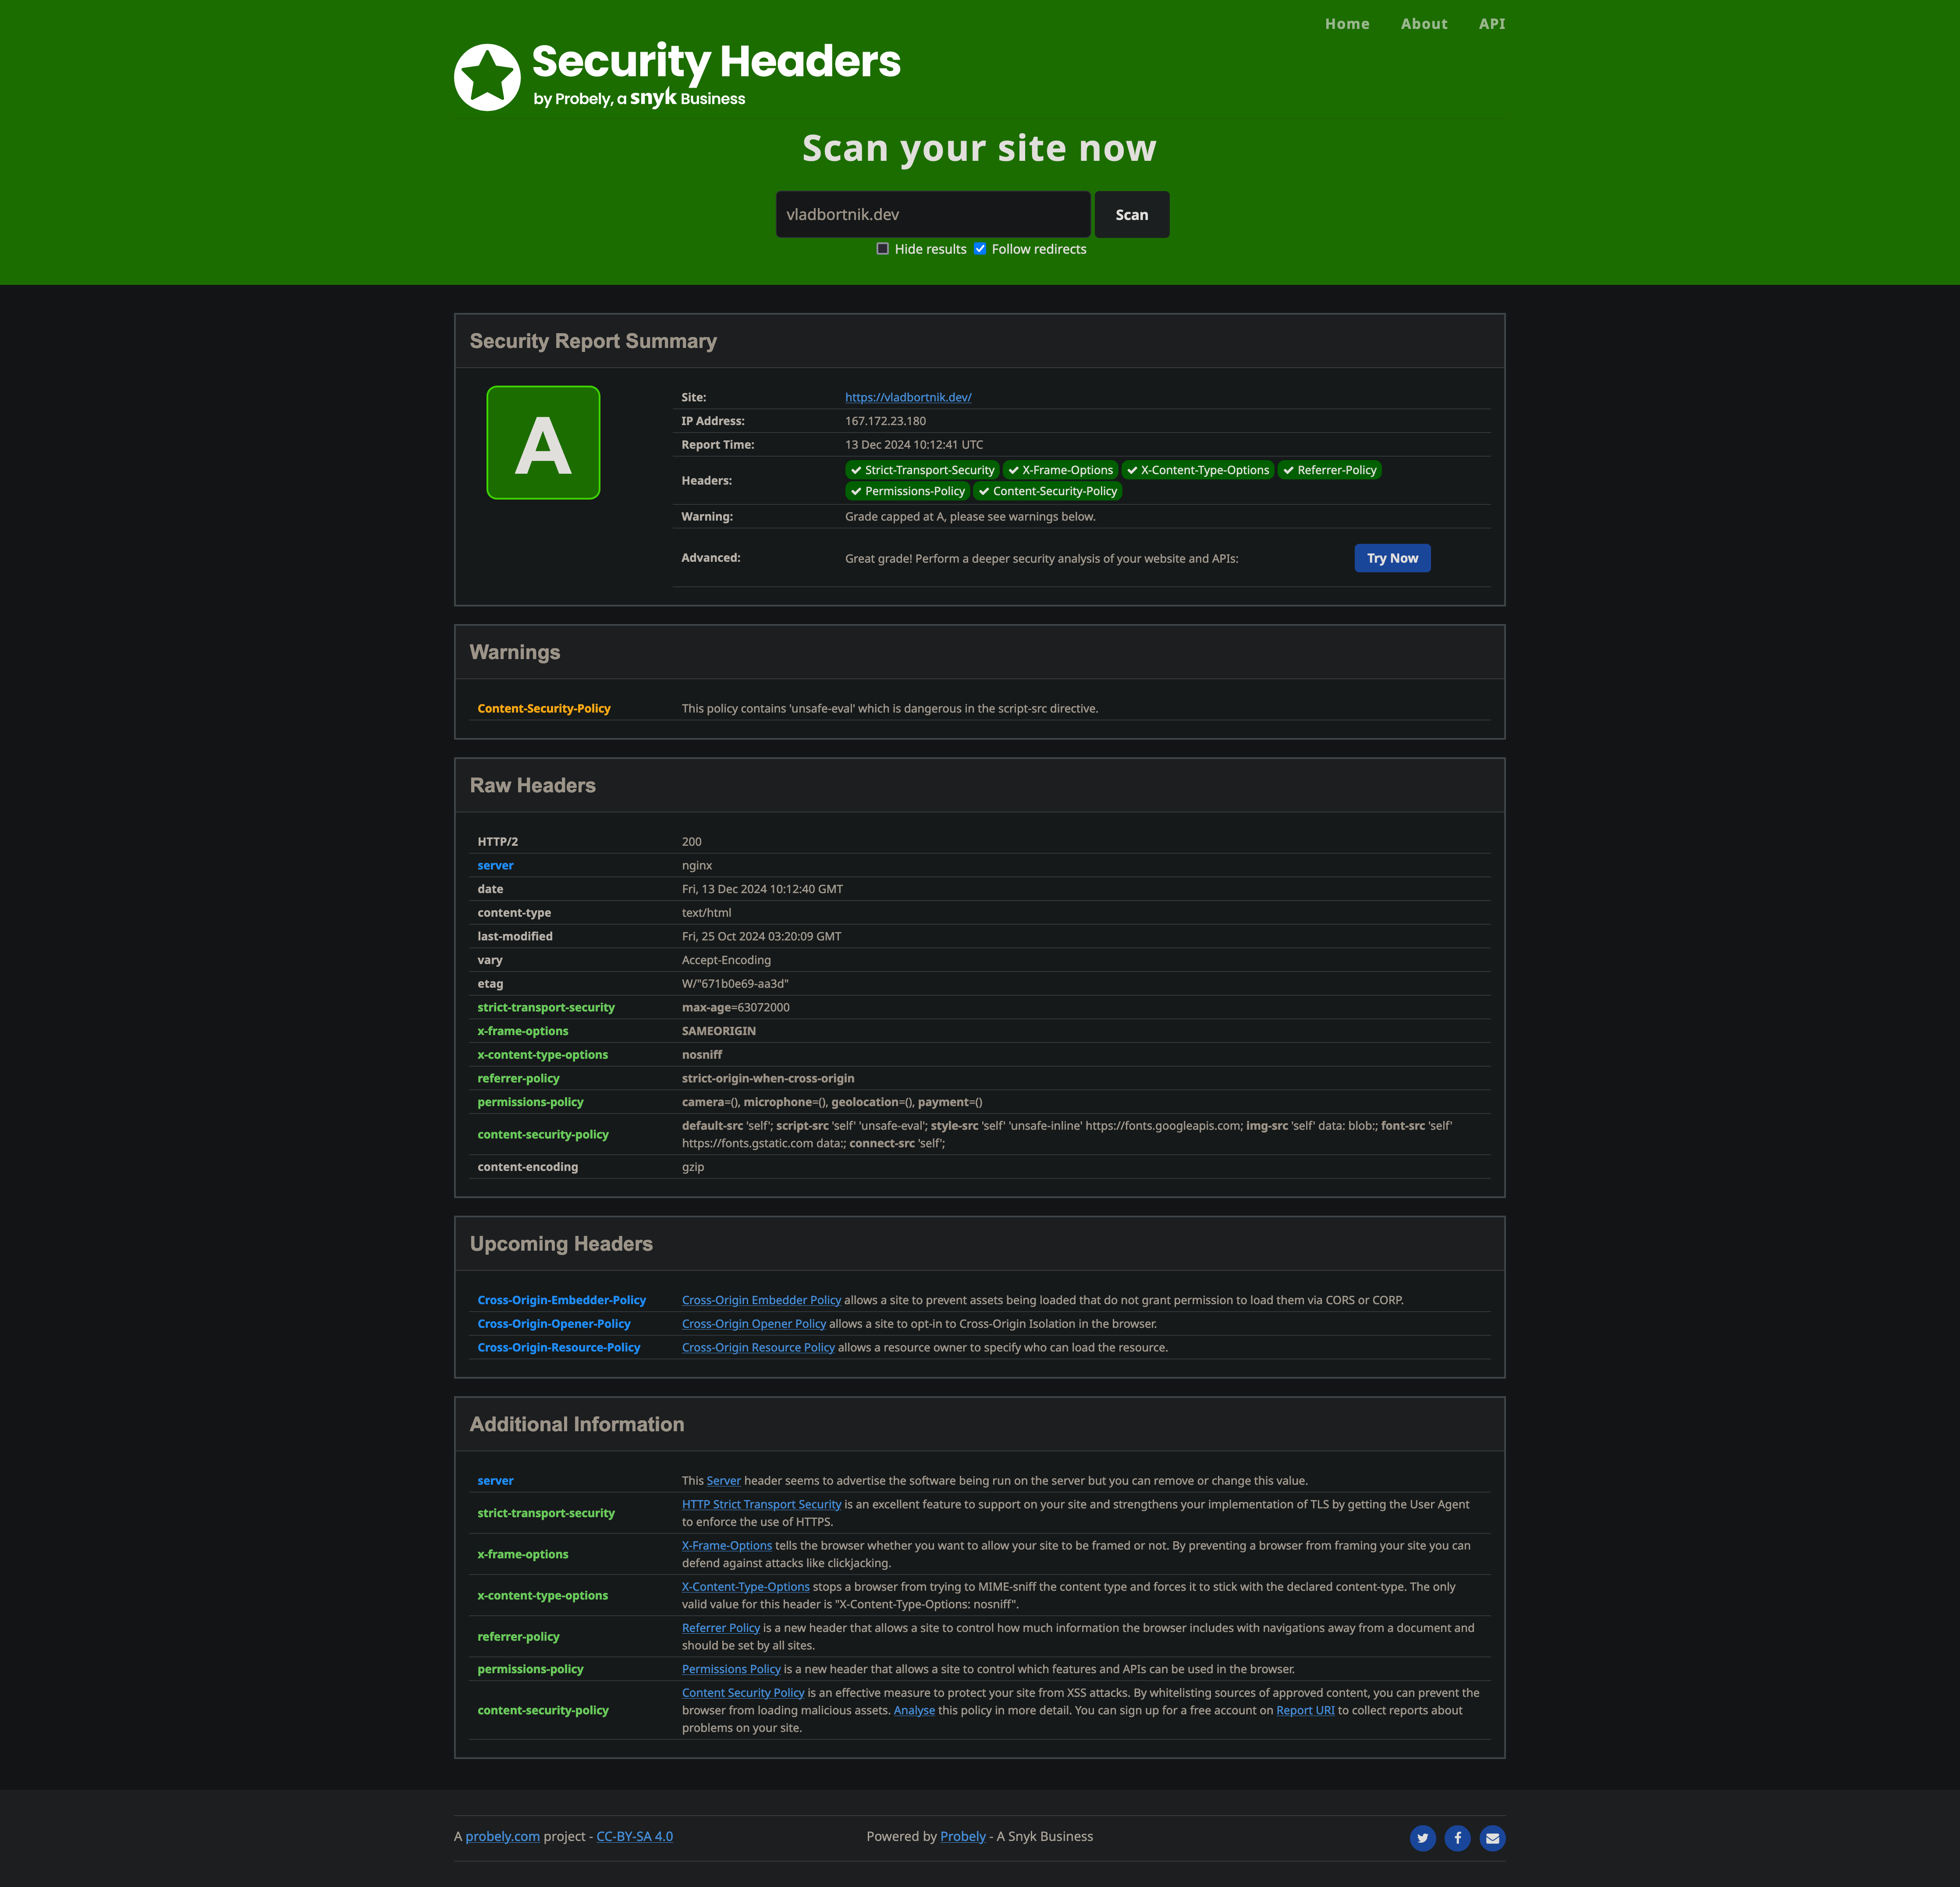 Home About API
Security Headers
by Probely, a snyk Business
Scan your site now
vladbortnik.dev Scan
Hide results Follow redirects
Security Report Summary
A
Site: https://vladbortnik.dev/
IP Address: 167.172.23.180
Report Time: 13 Dec 2024 10:12:41 UTC
Headers: Strict-Transport-Security X-Frame-Options X-Content-Type-Options Referrer-Policy
Permissions-Policy Content-Security-Policy
Warning: Grade capped at A, please see warnings below.
Advanced: Great grade! Perform a deeper security analysis of your website and APIs: Try Now
Warnings
Content-Security-Policy This policy contains 'unsafe-eval' which is dangerous in the script-src directive.
Raw Headers
HTTP/2 200
server nginx
date Fri, 13 Dec 2024 10:12:40 GMT
content-type text/html
last-modified Fri, 25 Oct 2024 03:20:09 GMT
vary Accept-Encoding
etag W/"671b0e69-aa3d"
strict-transport-security max-age=63072000
x-frame-options SAMEORIGIN
x-content-type-options nosniff
referrer-policy strict-origin-when-cross-origin
permissions-policy camera=(), microphone=(), geolocation=(), payment=()
content-security-policy default-src 'self'; script-src 'self' 'unsafe-eval'; style-src 'self' 'unsafe-inline' https://fonts.googleapis.com; img-src 'self' data: blob:; font-src 'self'
https://fonts.gstatic.com data:; connect-src 'self';
content-encoding gzip
Upcoming Headers
Cross-Origin-Embedder-Policy Cross-Origin Embedder Policy allows a site to prevent assets being loaded that do not grant permission to load them via CORS or CORP.
Cross-Origin-Opener-Policy Cross-Origin Opener Policy allows a site to opt-in to Cross-Origin Isolation in the browser.
Cross-Origin-Resource-Policy Cross-Origin Resource Policy allows a resource owner to specify who can load the resource.
Additional Information
server This Server header seems to advertise the software being run on the server but you can remove or change this value.
strict-transport-security HTTP Strict Transport Security is an excellent feature to support on your site and strengthens your implementation of TLS by getting the User Agent
to enforce the use of HTTPS.
x-frame-options X-Frame-Options tells the browser whether you want to allow your site to be framed or not. By preventing a browser from framing your site you can
defend against attacks like clickjacking.
x-content-type-options X-Content-Type-Options stops a browser from trying to MIME-sniff the content type and forces it to stick with the declared content-type. The only
valid value for this header is "X-Content-Type-Options: nosniff".
referrer-policy Referrer Policy is a new header that allows a site to control how much information the browser includes with navigations away from a document and
should be set by all sites.
permissions-policy Permissions Policy is a new header that allows a site to control which features and APIs can be used in the browser.
content-security-policy Content Security Policy is an effective measure to protect your site from XSS attacks. By whitelisting sources of approved content, you can prevent the
browser from loading malicious assets. Analyse this policy in more detail. You can sign up for a free account on Report URI to collect reports about
problems on your site.
A probely.com project - CC-BY-SA 4.0 Powered by Probely - A Snyk Business